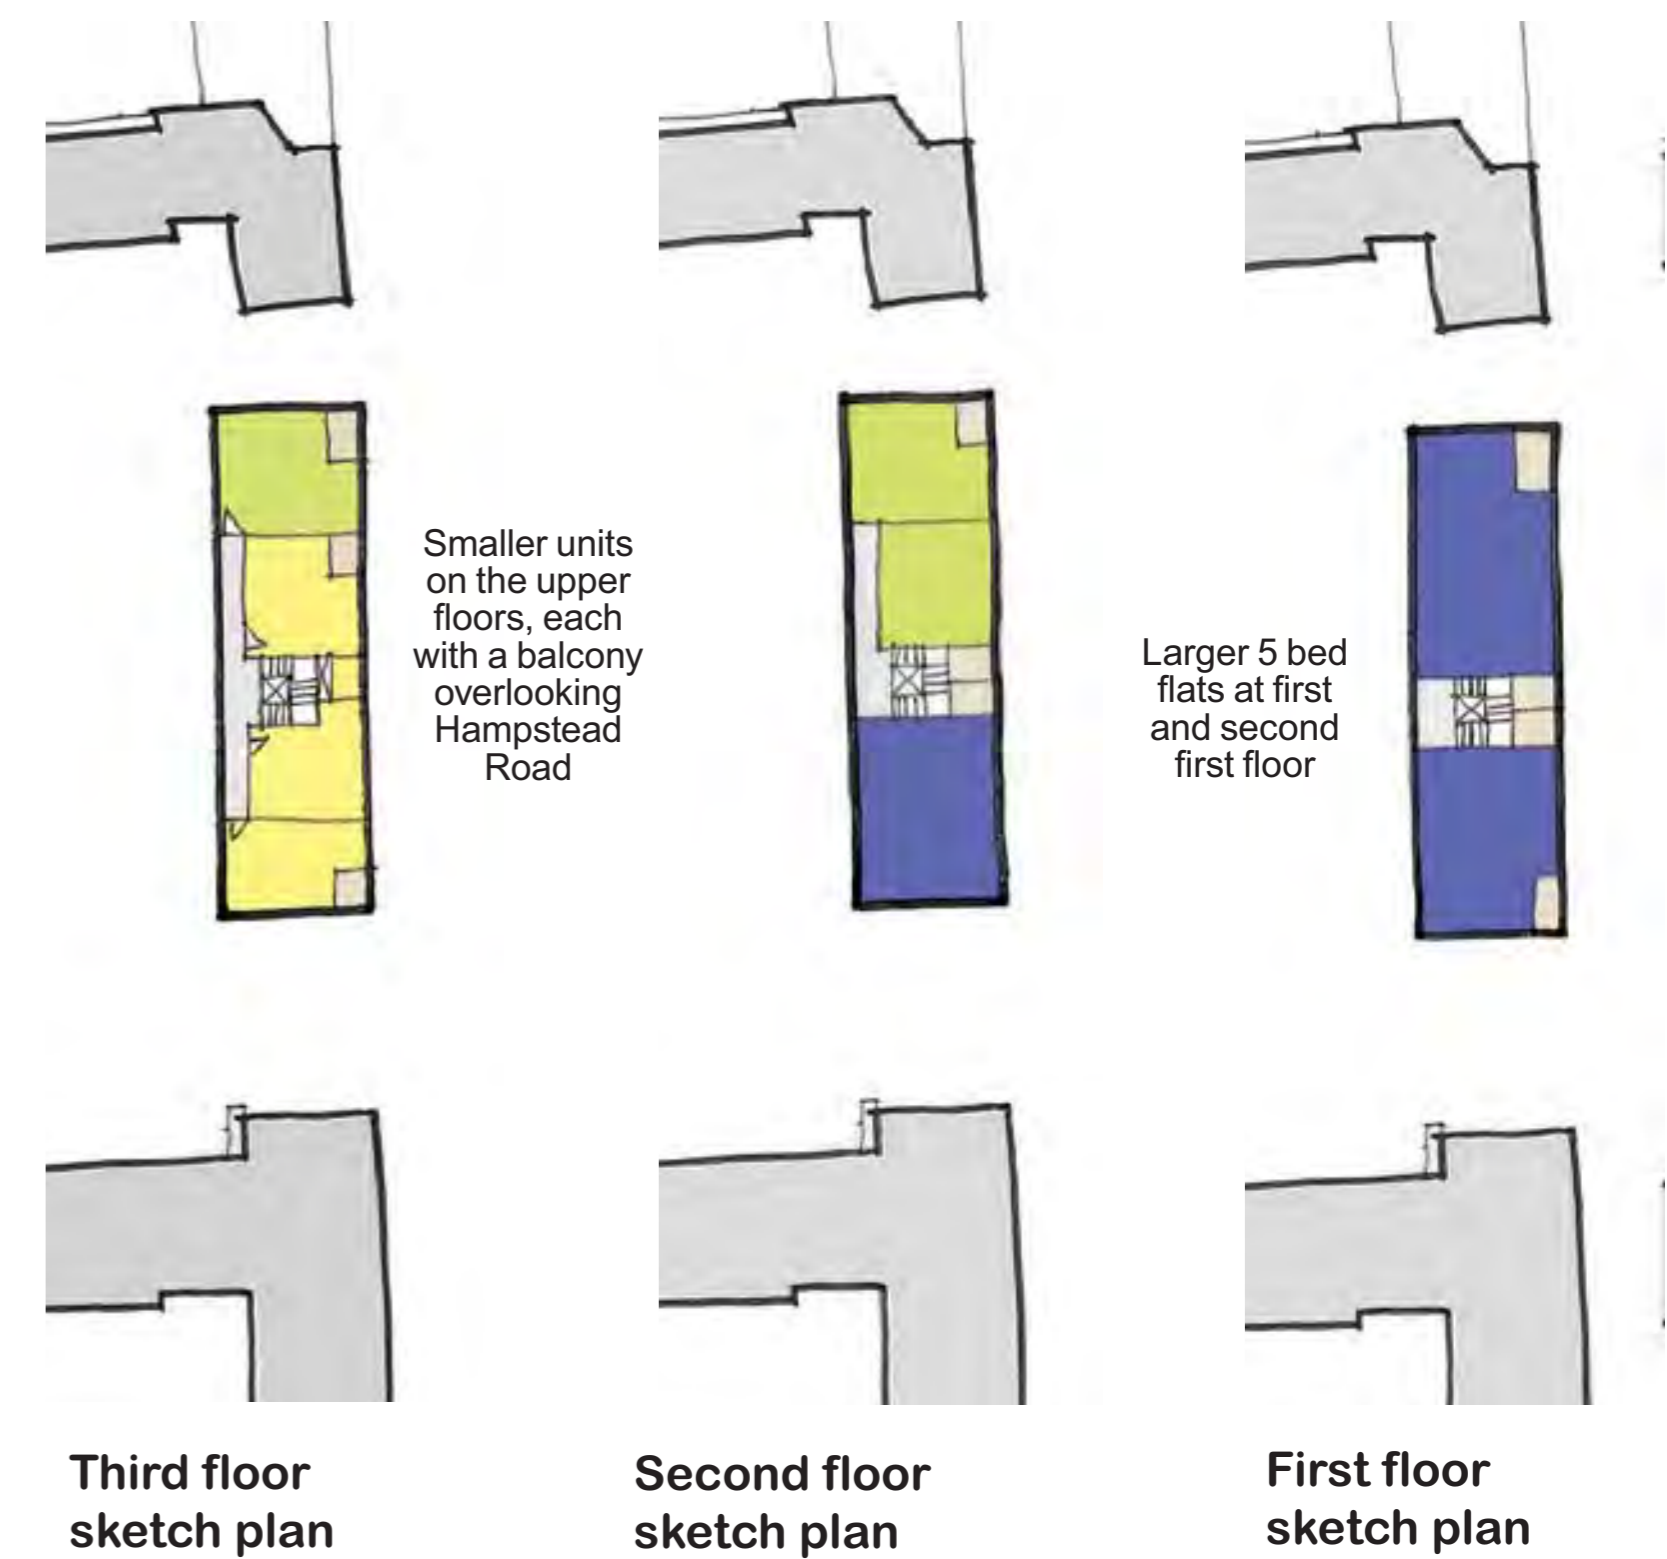 Smaller units
on the upper
floors, each
with a balcony
overlooking
Hampstead
Road
Larger 5 bed
flats at first
and second
first floor
Third floor
sketch plan
Second floor
sketch plan
First floor
sketch plan